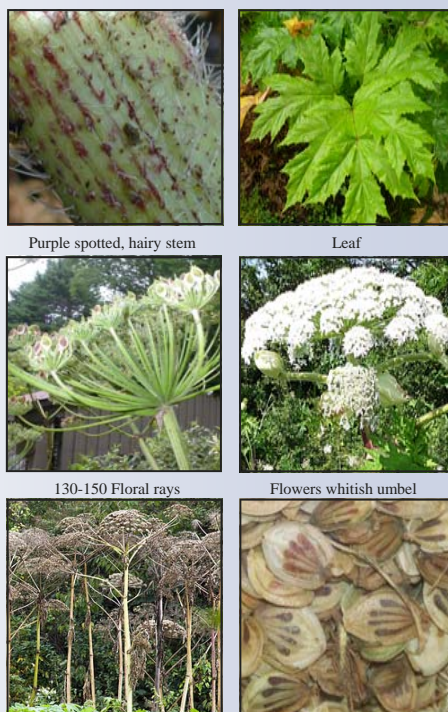 Purple spotted, hairy stem
Leaf
130-150 Floral rays
Flowers whitish umbel